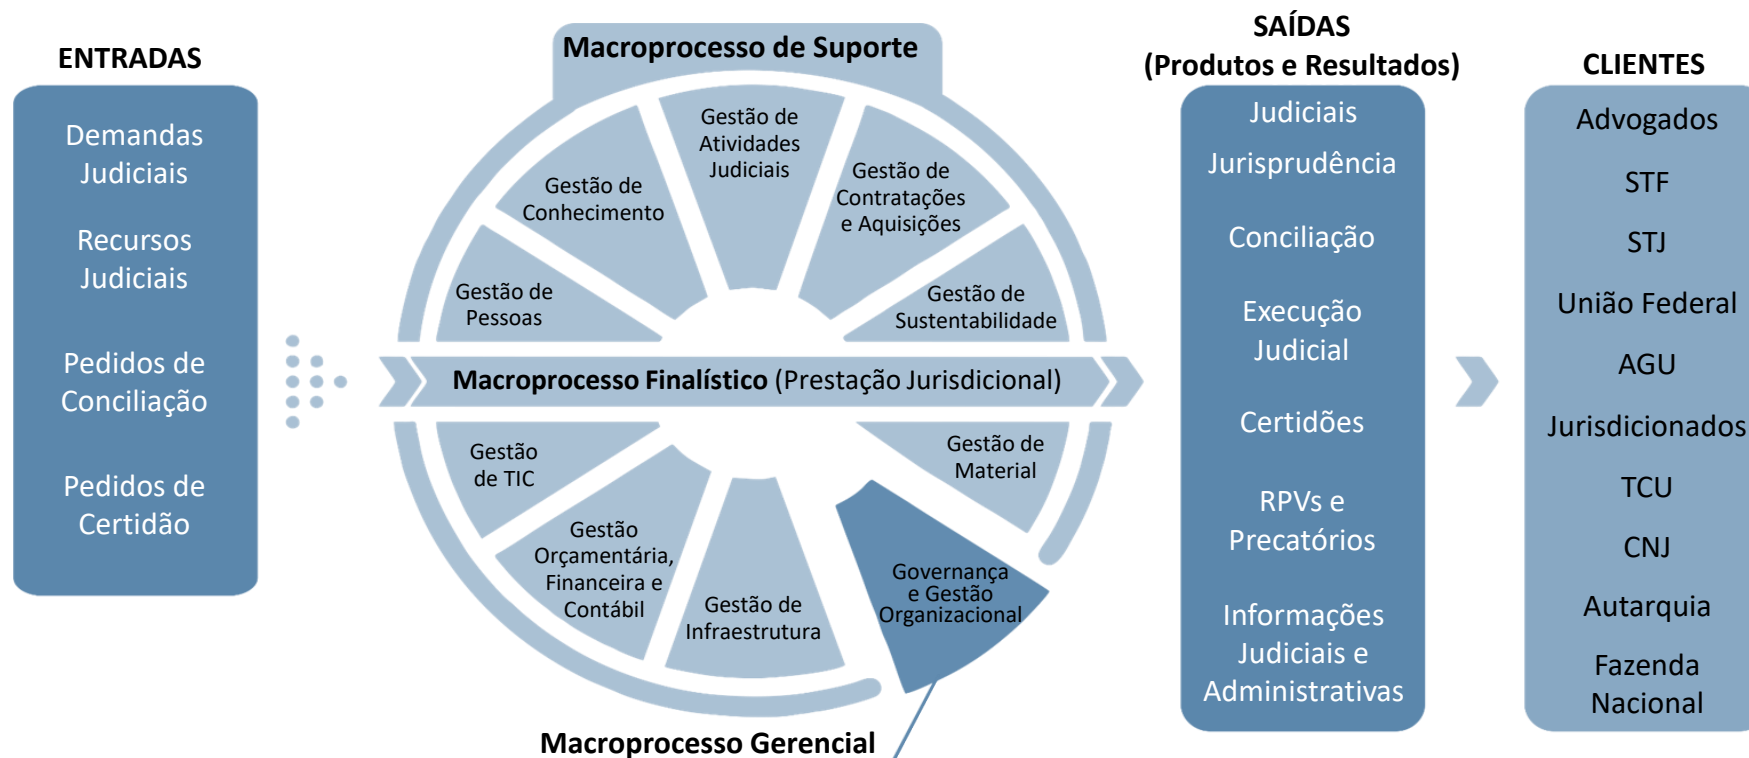 ENTRADAS
Demandas
Judiciais
Recursos
Judiciais
Pedidos de
Conciliação
Pedidos de
Certidão
Macroprocesso de Suporte
Gestão de
Pessoas
Gestão de
Conhecimento
Gestão de
Atividades
Judiciais
Gestão de
Contratações
e Aquisições
Gestão de
Sustentabilidade
Macroprocesso Finalístico (Prestação Jurisdicional)
Gestão
de TIC
Gestão
Orçamentária,
Financeira e
Contábil
Gestão de
Infraestrutura
Governança
e Gestão
Organizacional
Gestão de
Material
Macroprocesso Gerencial
SAÍDAS
(Produtos e Resultados)
Judiciais
Jurisprudência
Conciliação
Execução
Judicial
Certidões
RPVs e
Precatórios
Informações
Judiciais e
Administrativas
CLIENTES
Advogados
STF
STJ
União Federal
AGU
Jurisdicionados
TCU
CNJ
Autarquia
Fazenda
Nacional